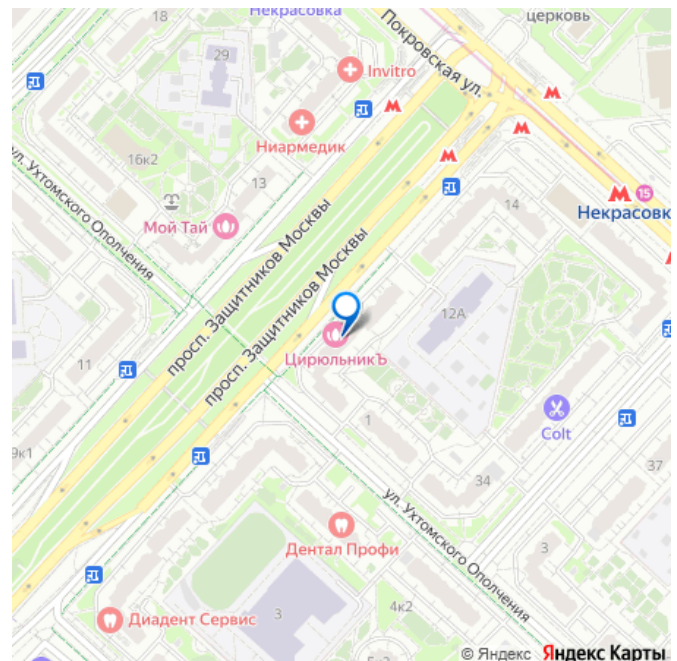 18
Некрасовка
церковь
29
Invitro
Покровская ул.
Ниармедик
16к2
13
ул. Ухтомского Ополчения
Мой Тай
просп. Защитников Москвы
просп. Защитников Москвы
14
15
Некрасовк
12А
11
ЦирюльникЪ
1
Colt
9к1
34
37
ул. Ухтомского Ополчения
Дентал Профи
3
Диадент Сервис
3
4к2
© Яндекс Яндекс Карты